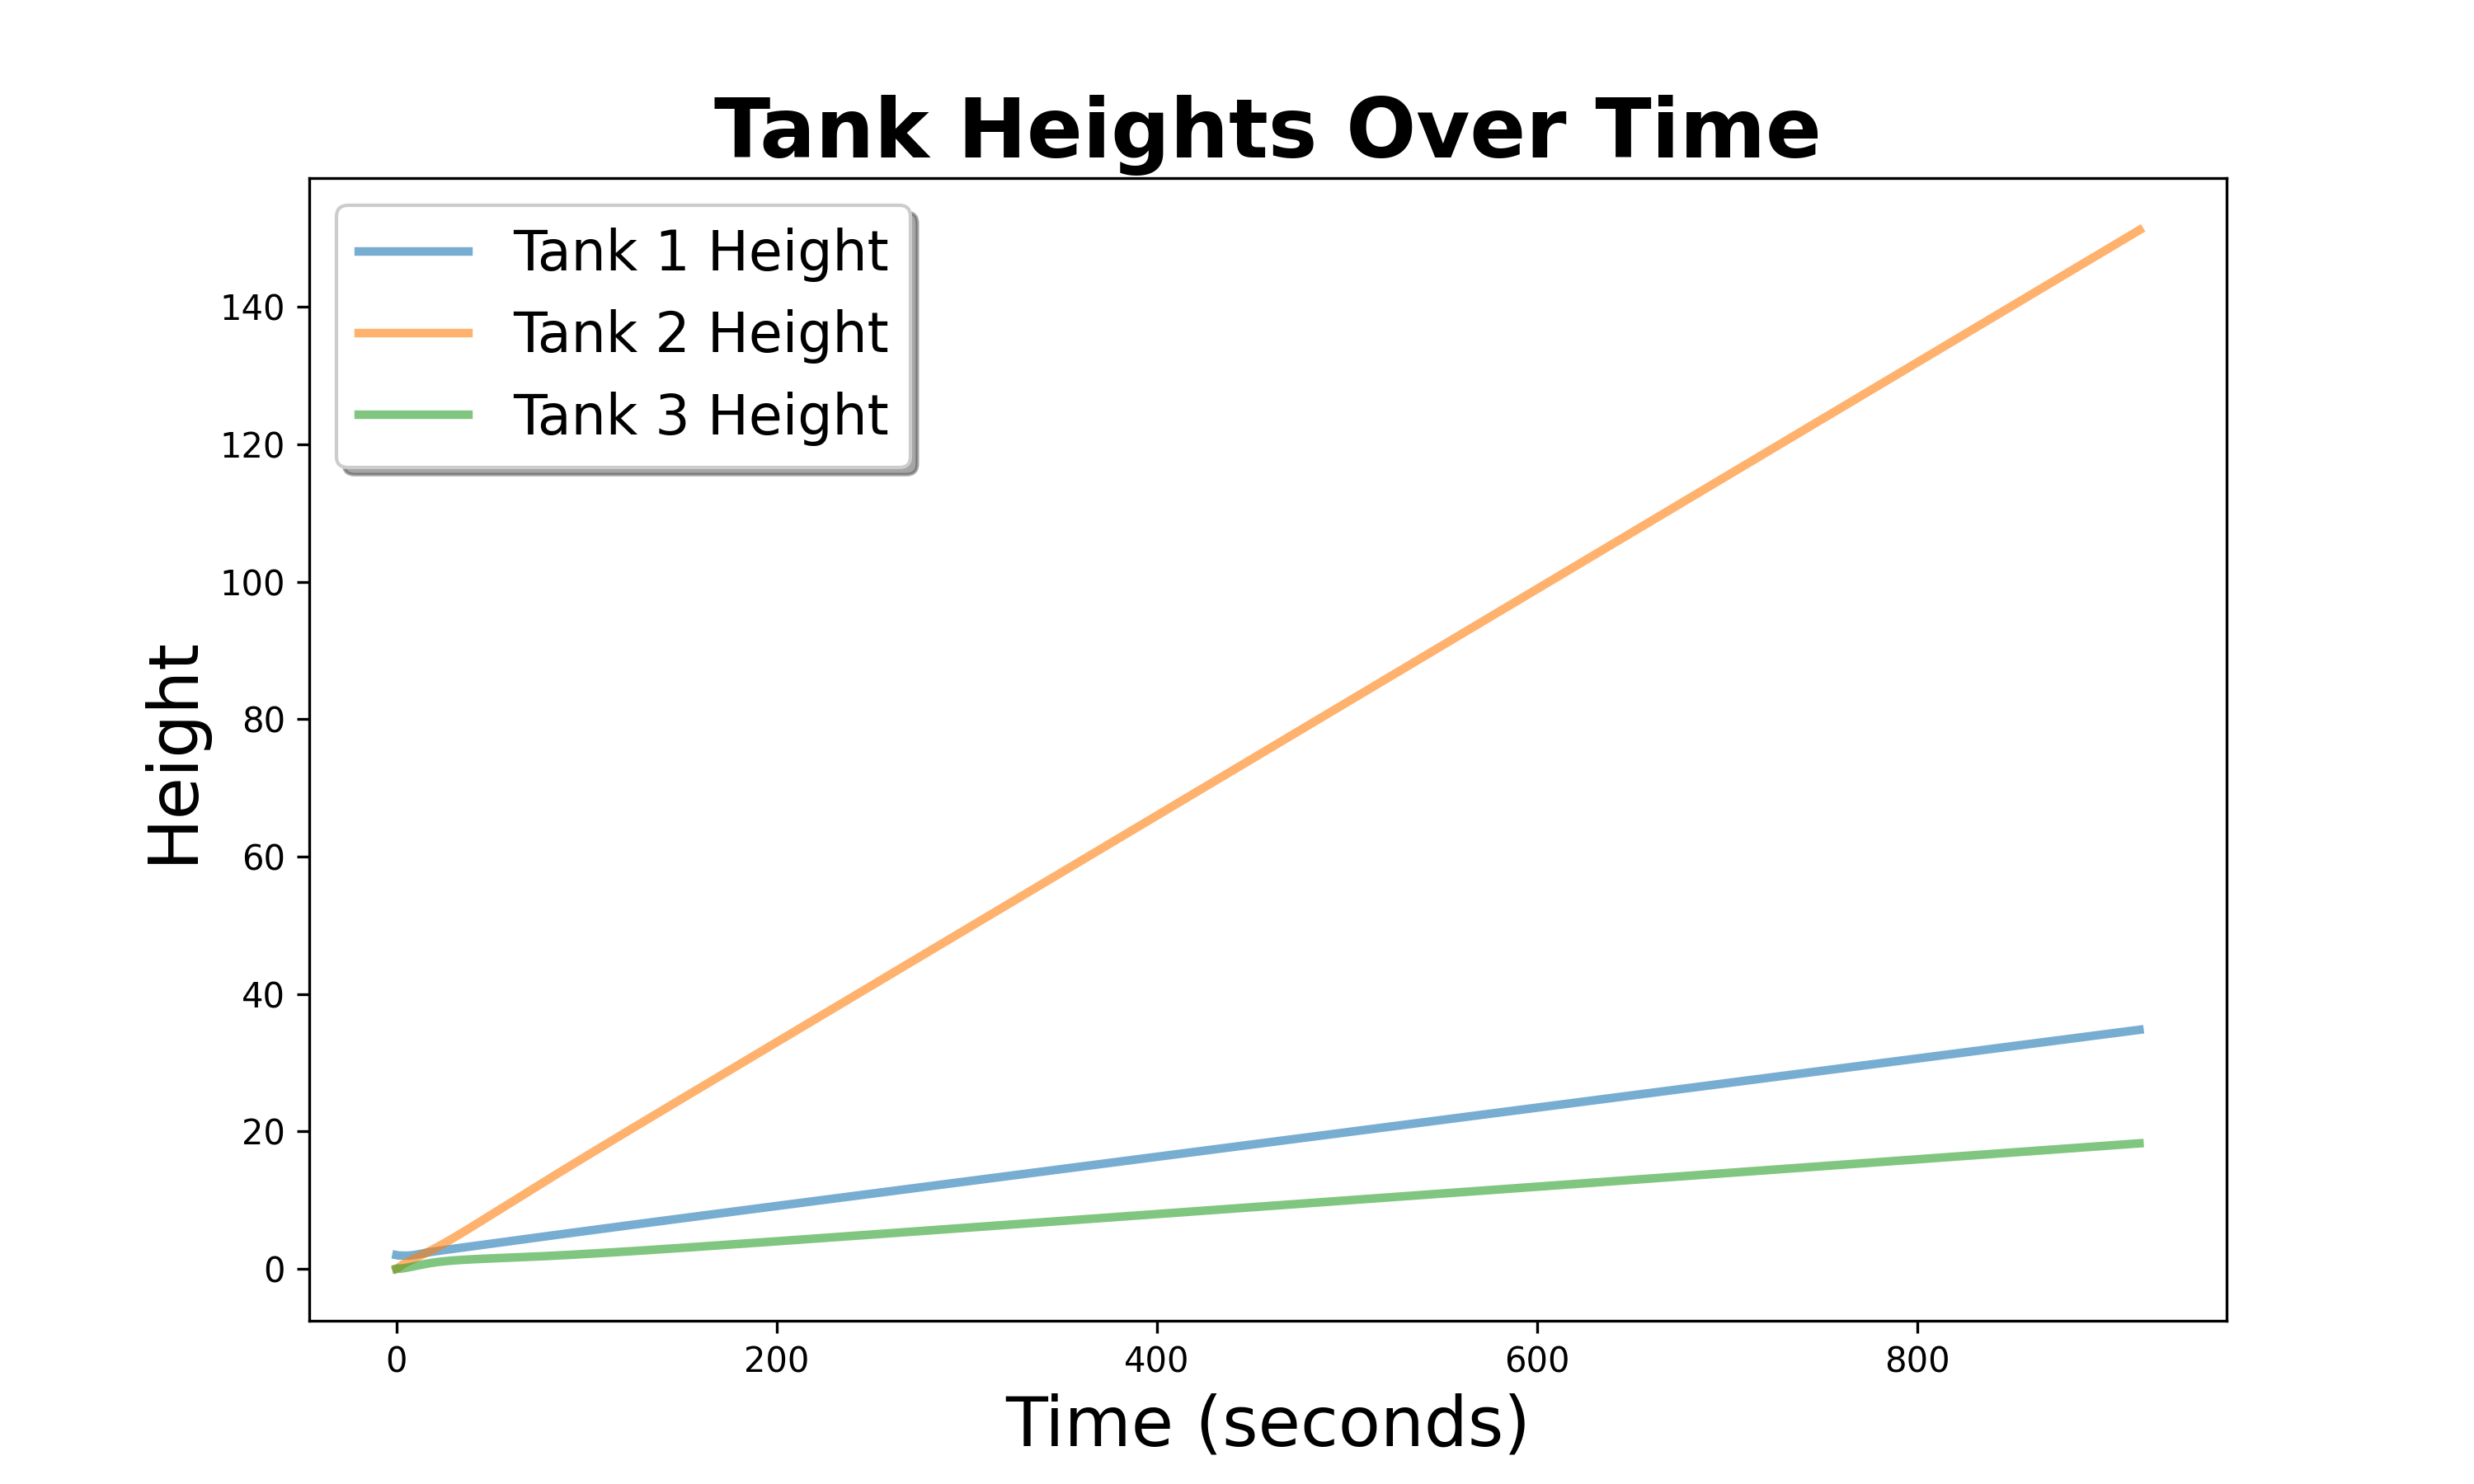 Tank Heights Over Time
Tank 1 Height
Tank 2 Height
Tank 3 Height
140
120
100
80
60
40
20
0
Height
0 200 400 600 800
Time (seconds)